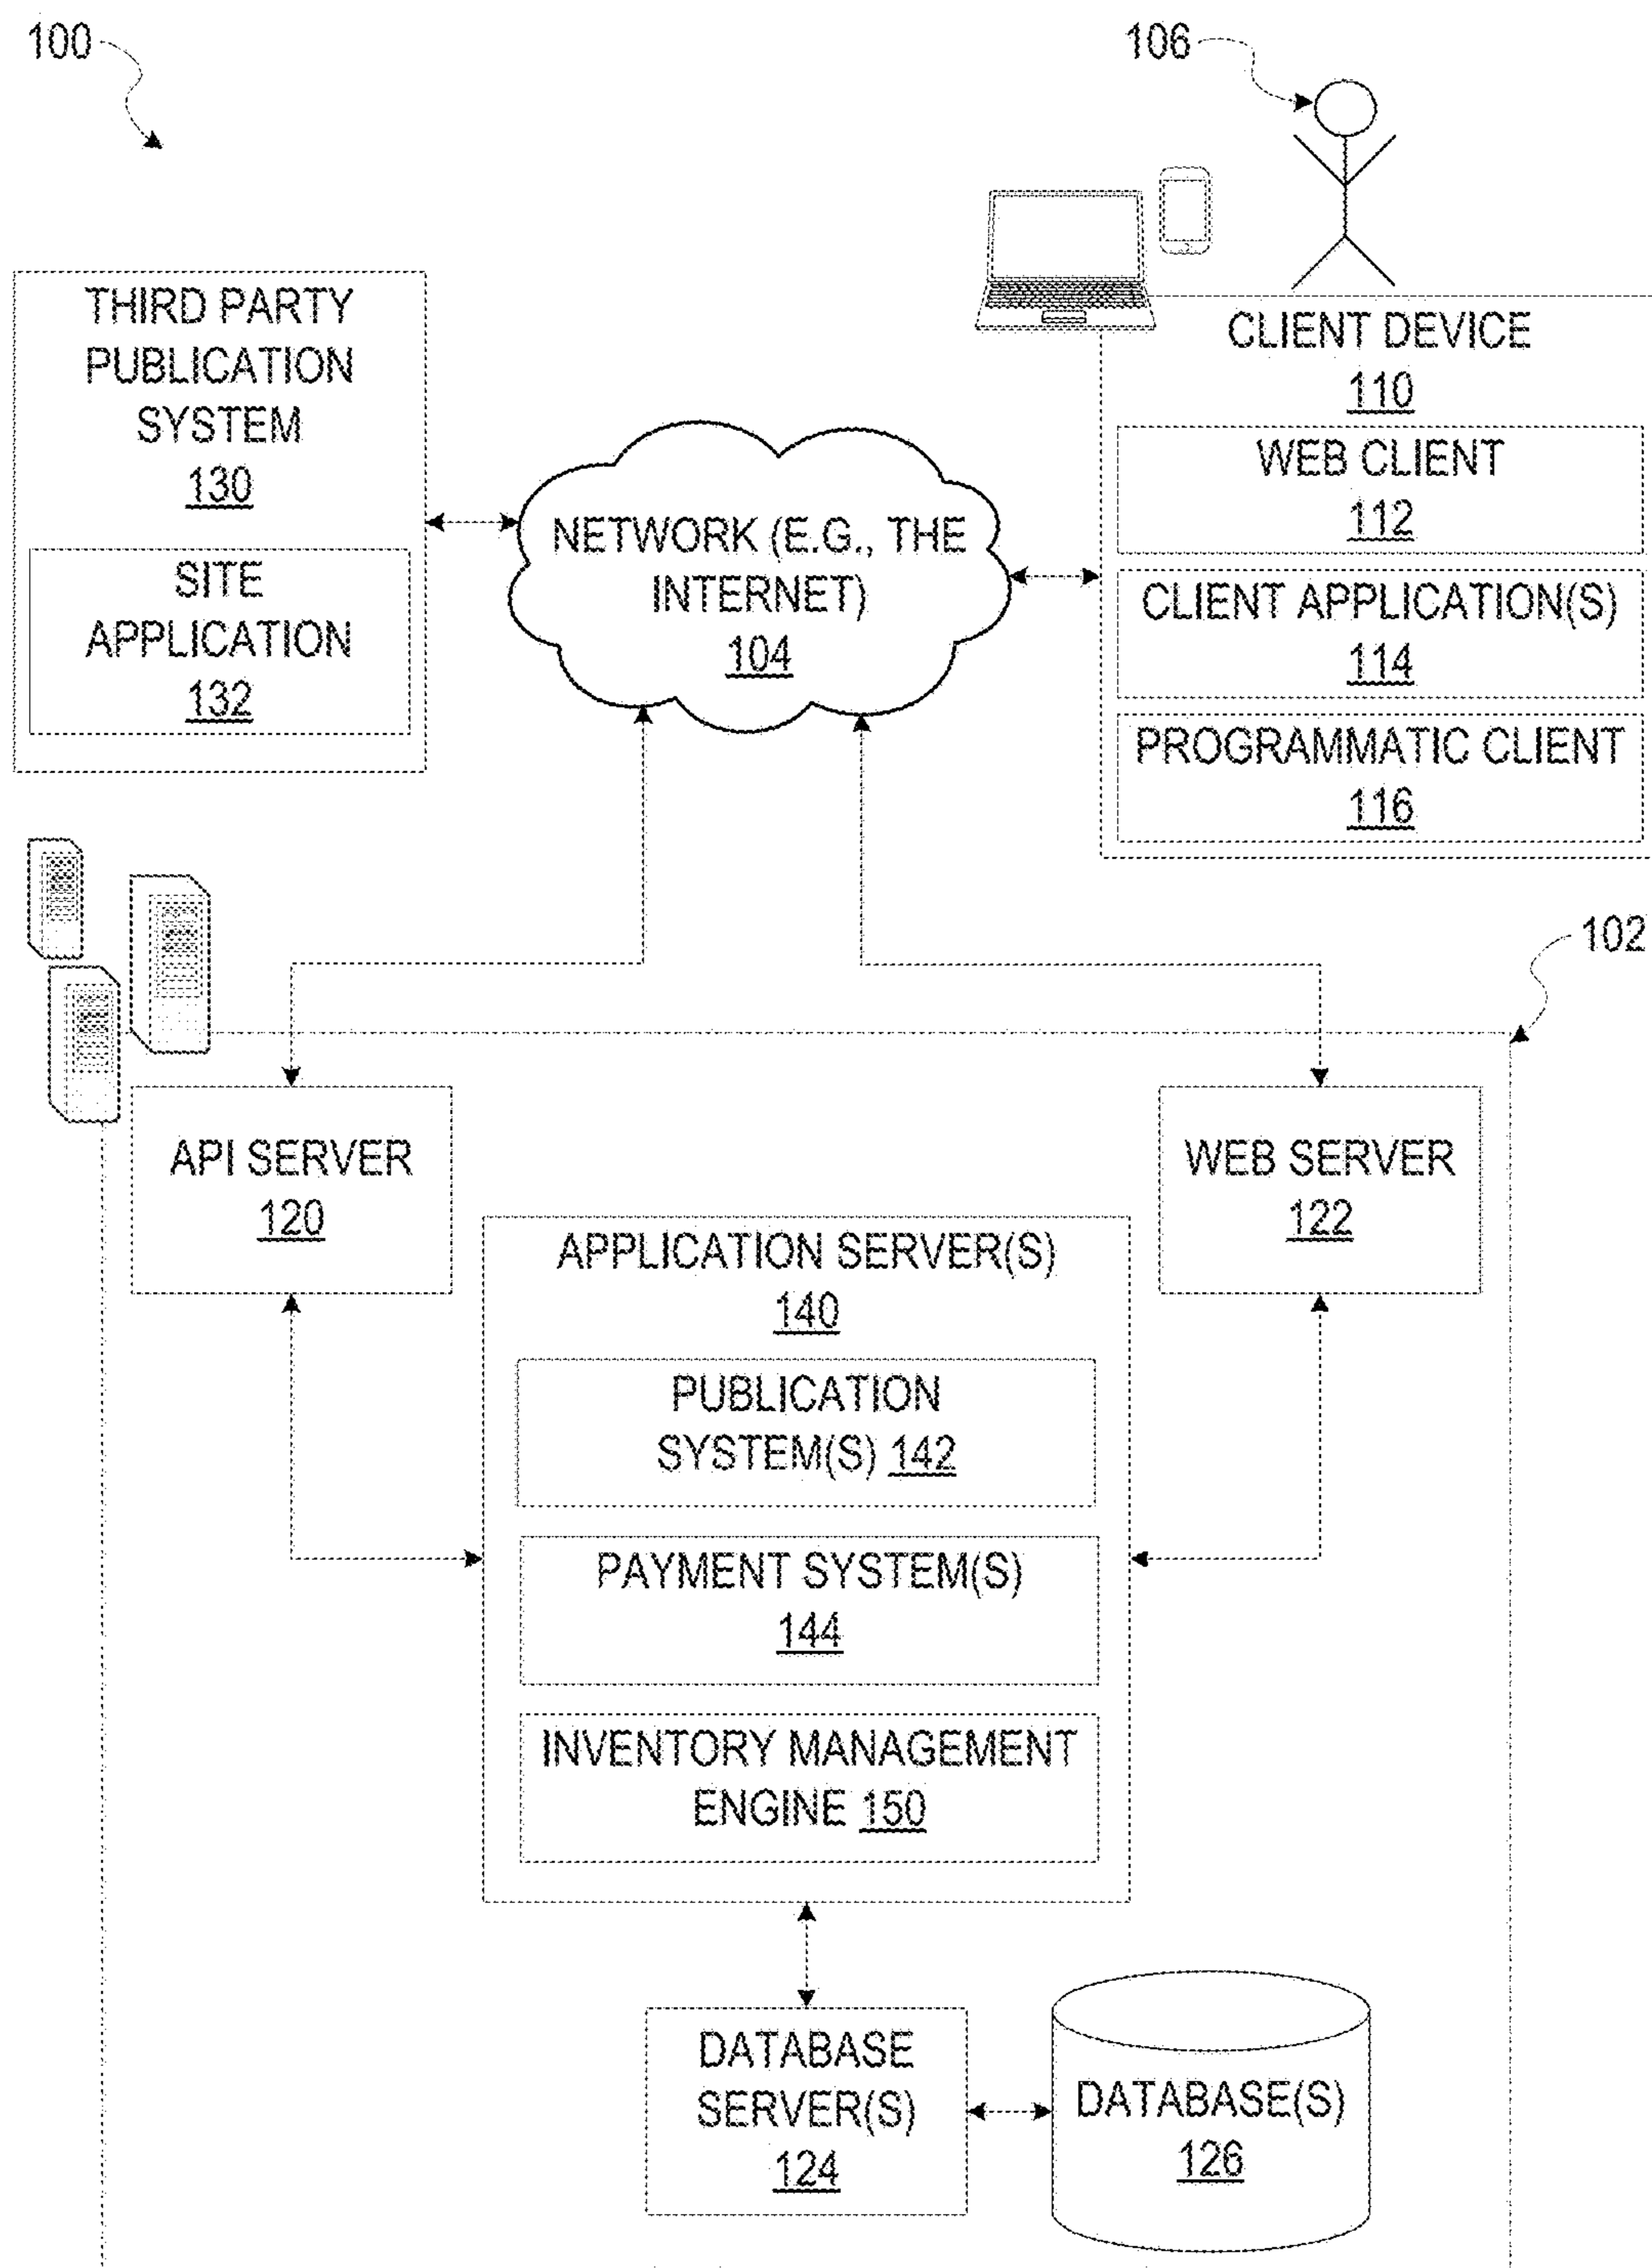 100
106
THIRD PARTY
PUBLICATION
SYSTEM
130
SITE
APPLICATION
132
NETWORK (E.G., THE
INTERNET)
104
CLIENT DEVICE
110
WEB CLIENT
112
CLIENT APPLICATION(S)
114
PROGRAMMATIC CLIENT
116
102
API SERVER
120
WEB SERVER
122
APPLICATION SERVER(S)
140
PUBLICATION
SYSTEM(S) 142
PAYMENT SYSTEM(S)
144
INVENTORY MANAGEMENT
ENGINE 150
DATABASE
SERVER(S)
124
DATABASE(S)
126